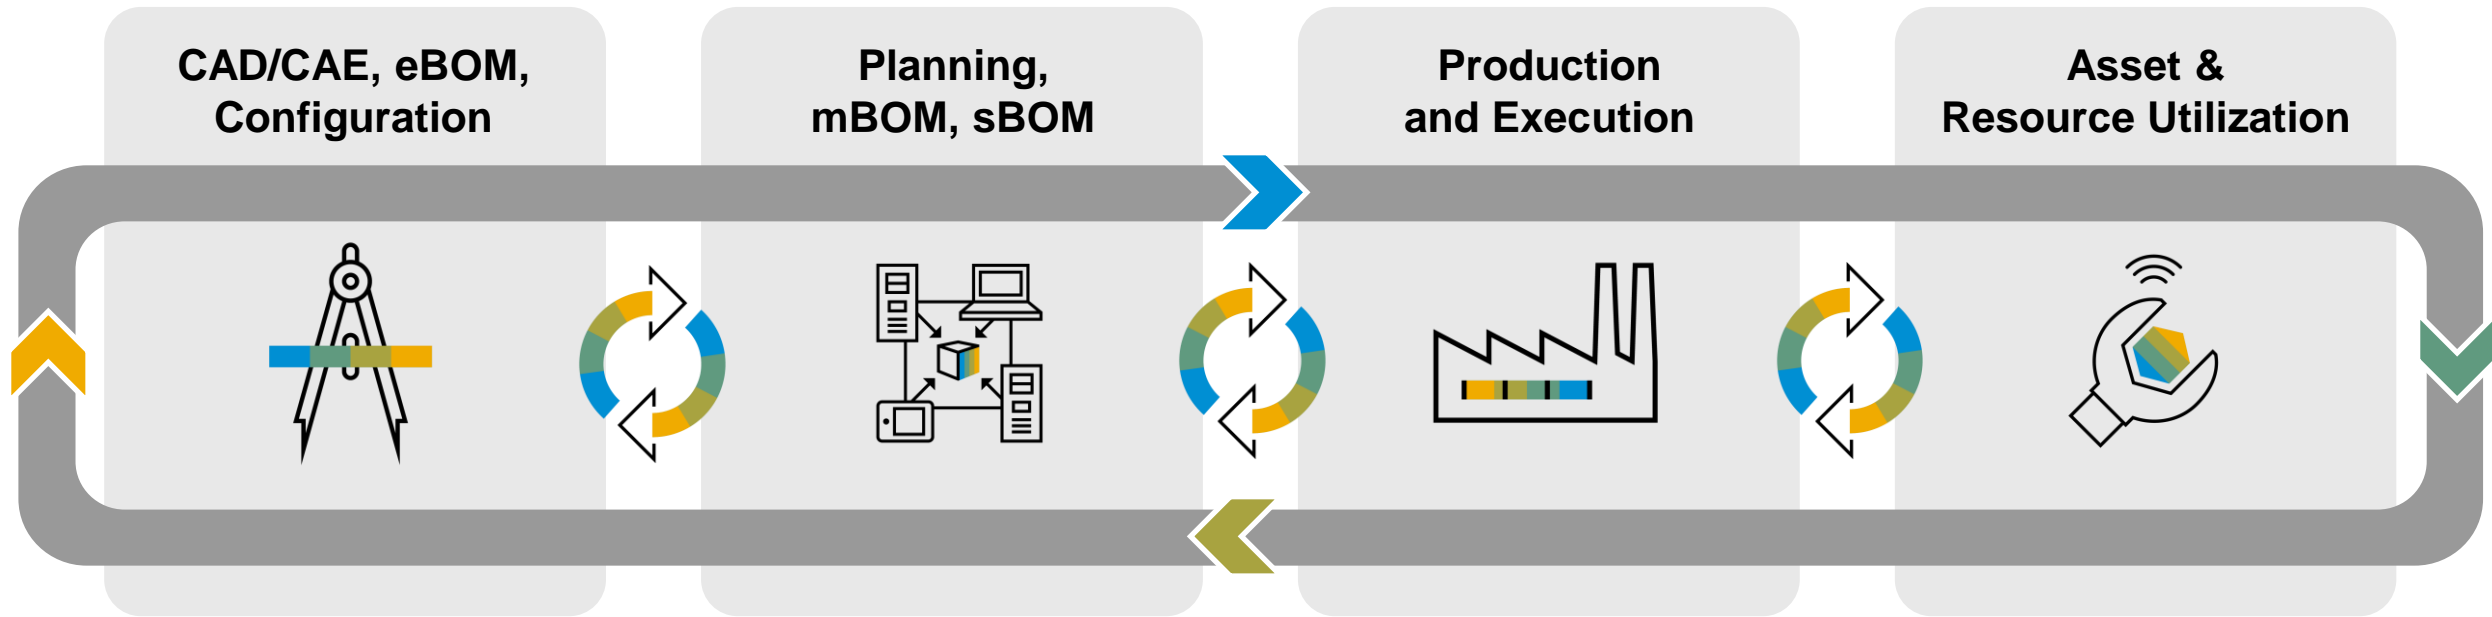 CAD/CAE, eBOM,
Configuration
Planning,
mBOM, sBOM
Production
and Execution
Asset &
Resource Utilization